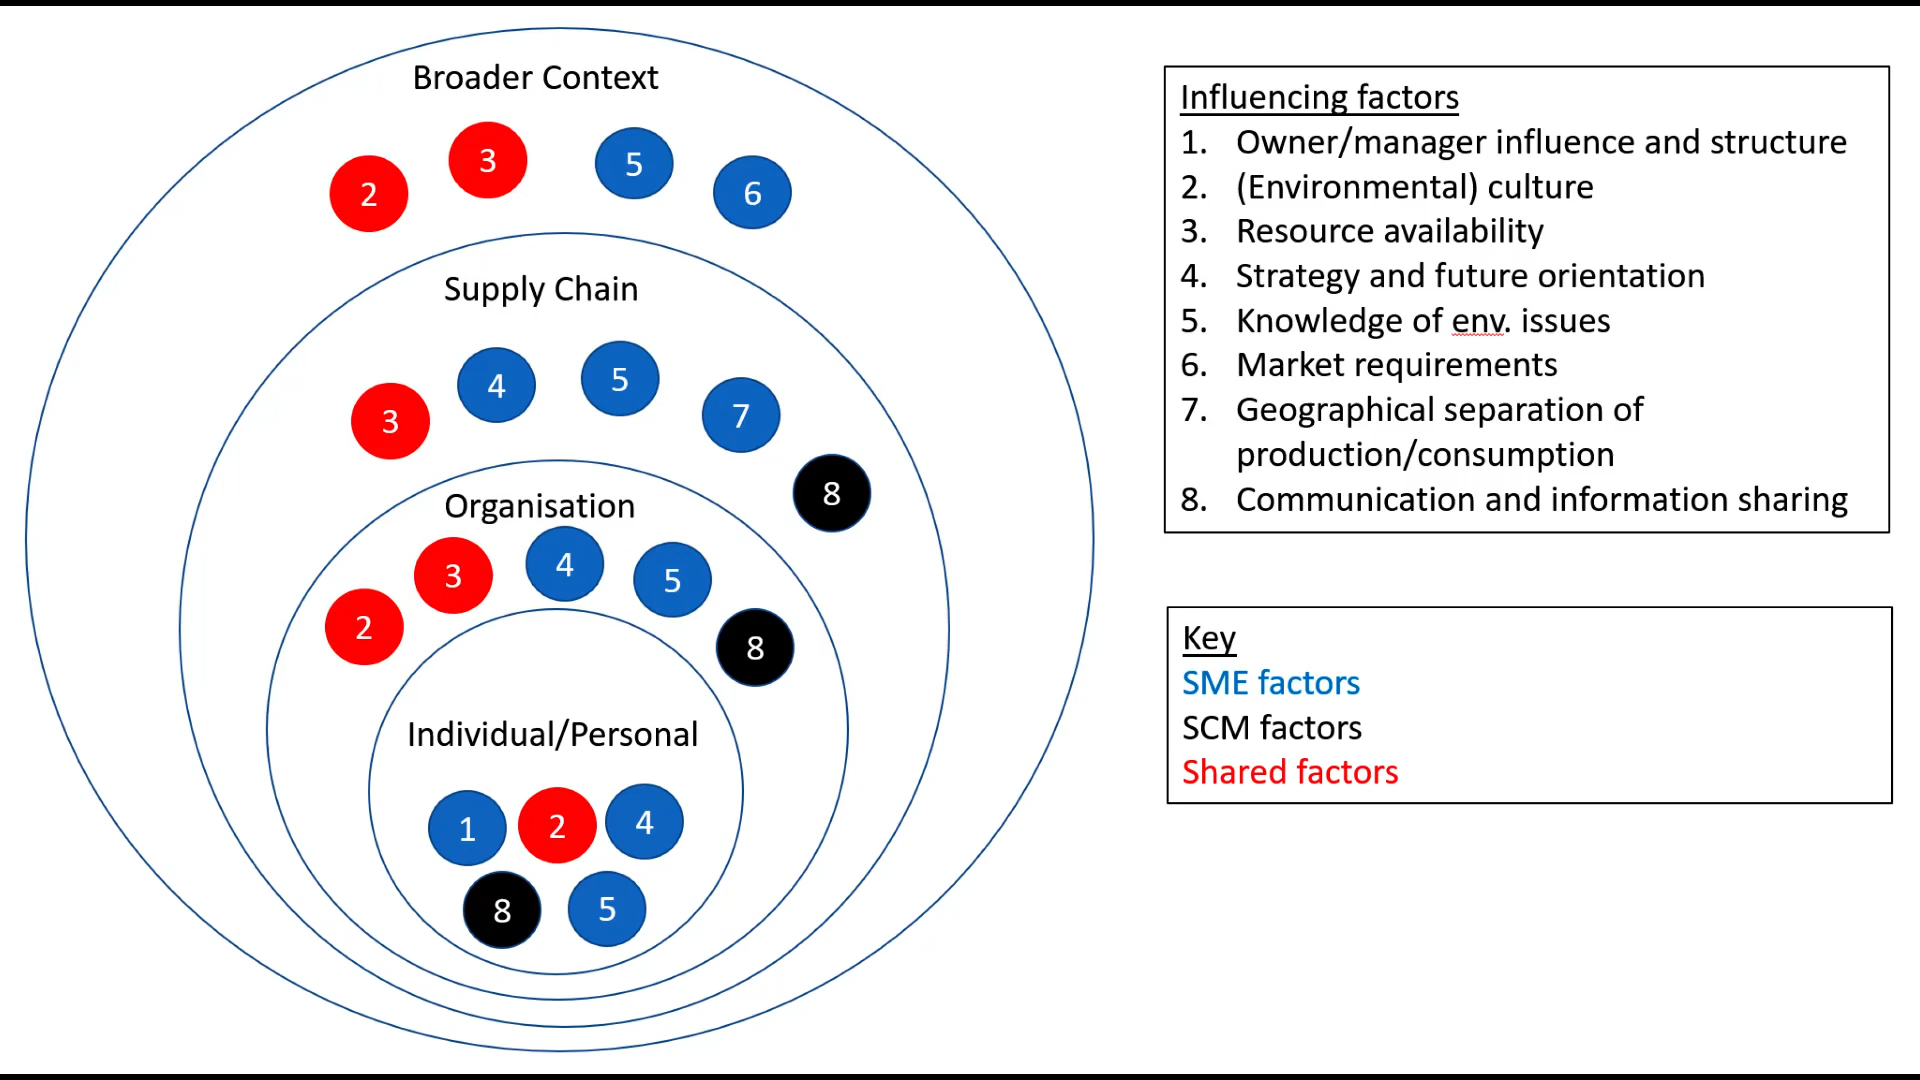 Broader Context
2
3
5
6
Supply Chain
3
4
5
7
8
Organisation
2
3
4
5
8
Individual/Personal
1
2
4
8
5
Influencing factors
1. Owner/manager influence and structure
2. (Environmental) culture
3. Resource availability
4. Strategy and future orientation
5. Knowledge of env. issues
6. Market requirements
7. Geographical separation of
production/consumption
8. Communication and information sharing
Key
SME factors
SCM factors
Shared factors